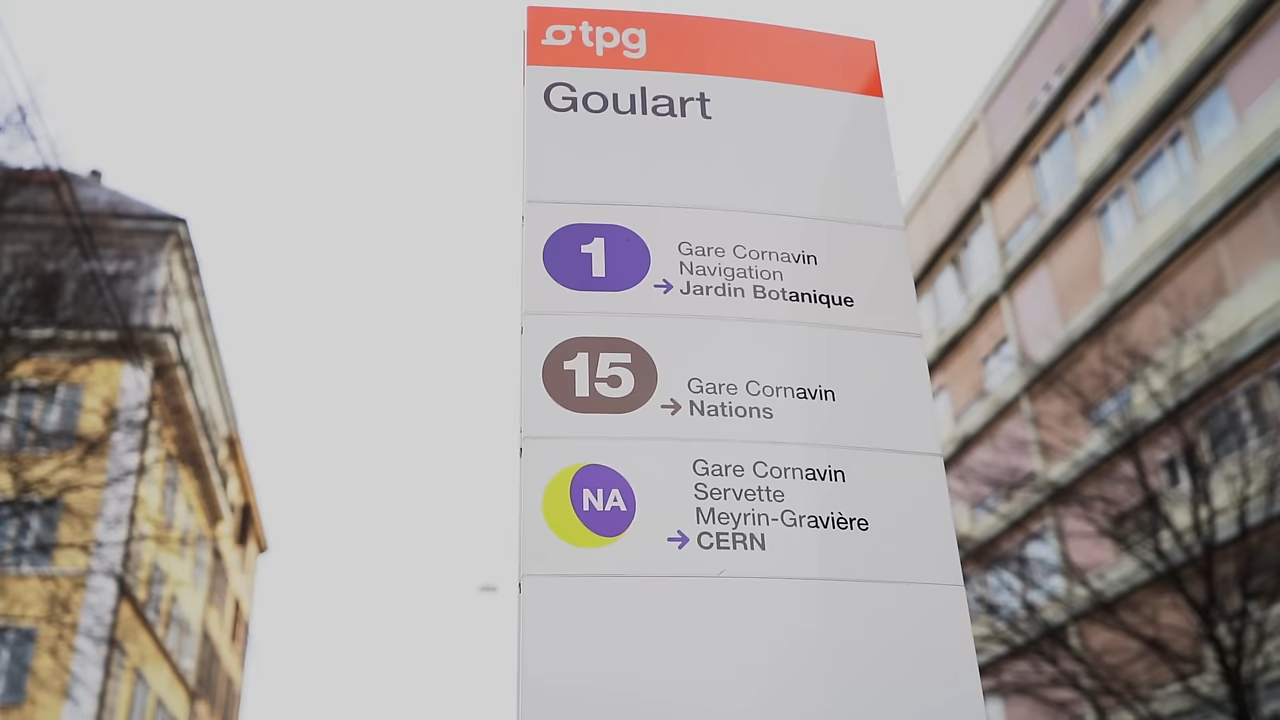 tpg
Goulart
1
Gare Cornavin
Navigation
→ Jardin Botanique
15
Gare Cornavin
→ Nations
NA
Gare Cornavin
Servette
Meyrin-Gravière
→ CERN